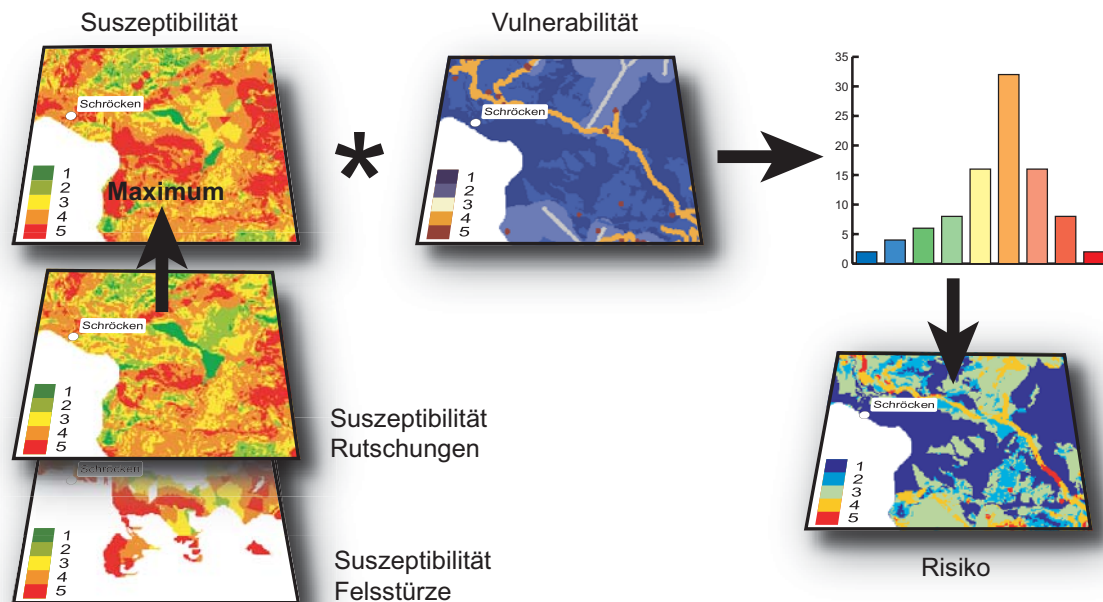 Suszeptibilität
Schröcken
1
2
3
4
5
Maximum
*
Vulnerabilität
Schröcken
1
2
3
4
5
35
30
25
20
15
10
5
0
Schröcken
1
2
3
4
5
Suszeptibilität
Rutschungen
Schröcken
1
2
3
4
5
Suszeptibilität
Felsstürze
Schröcken
1
2
3
4
5
Risiko